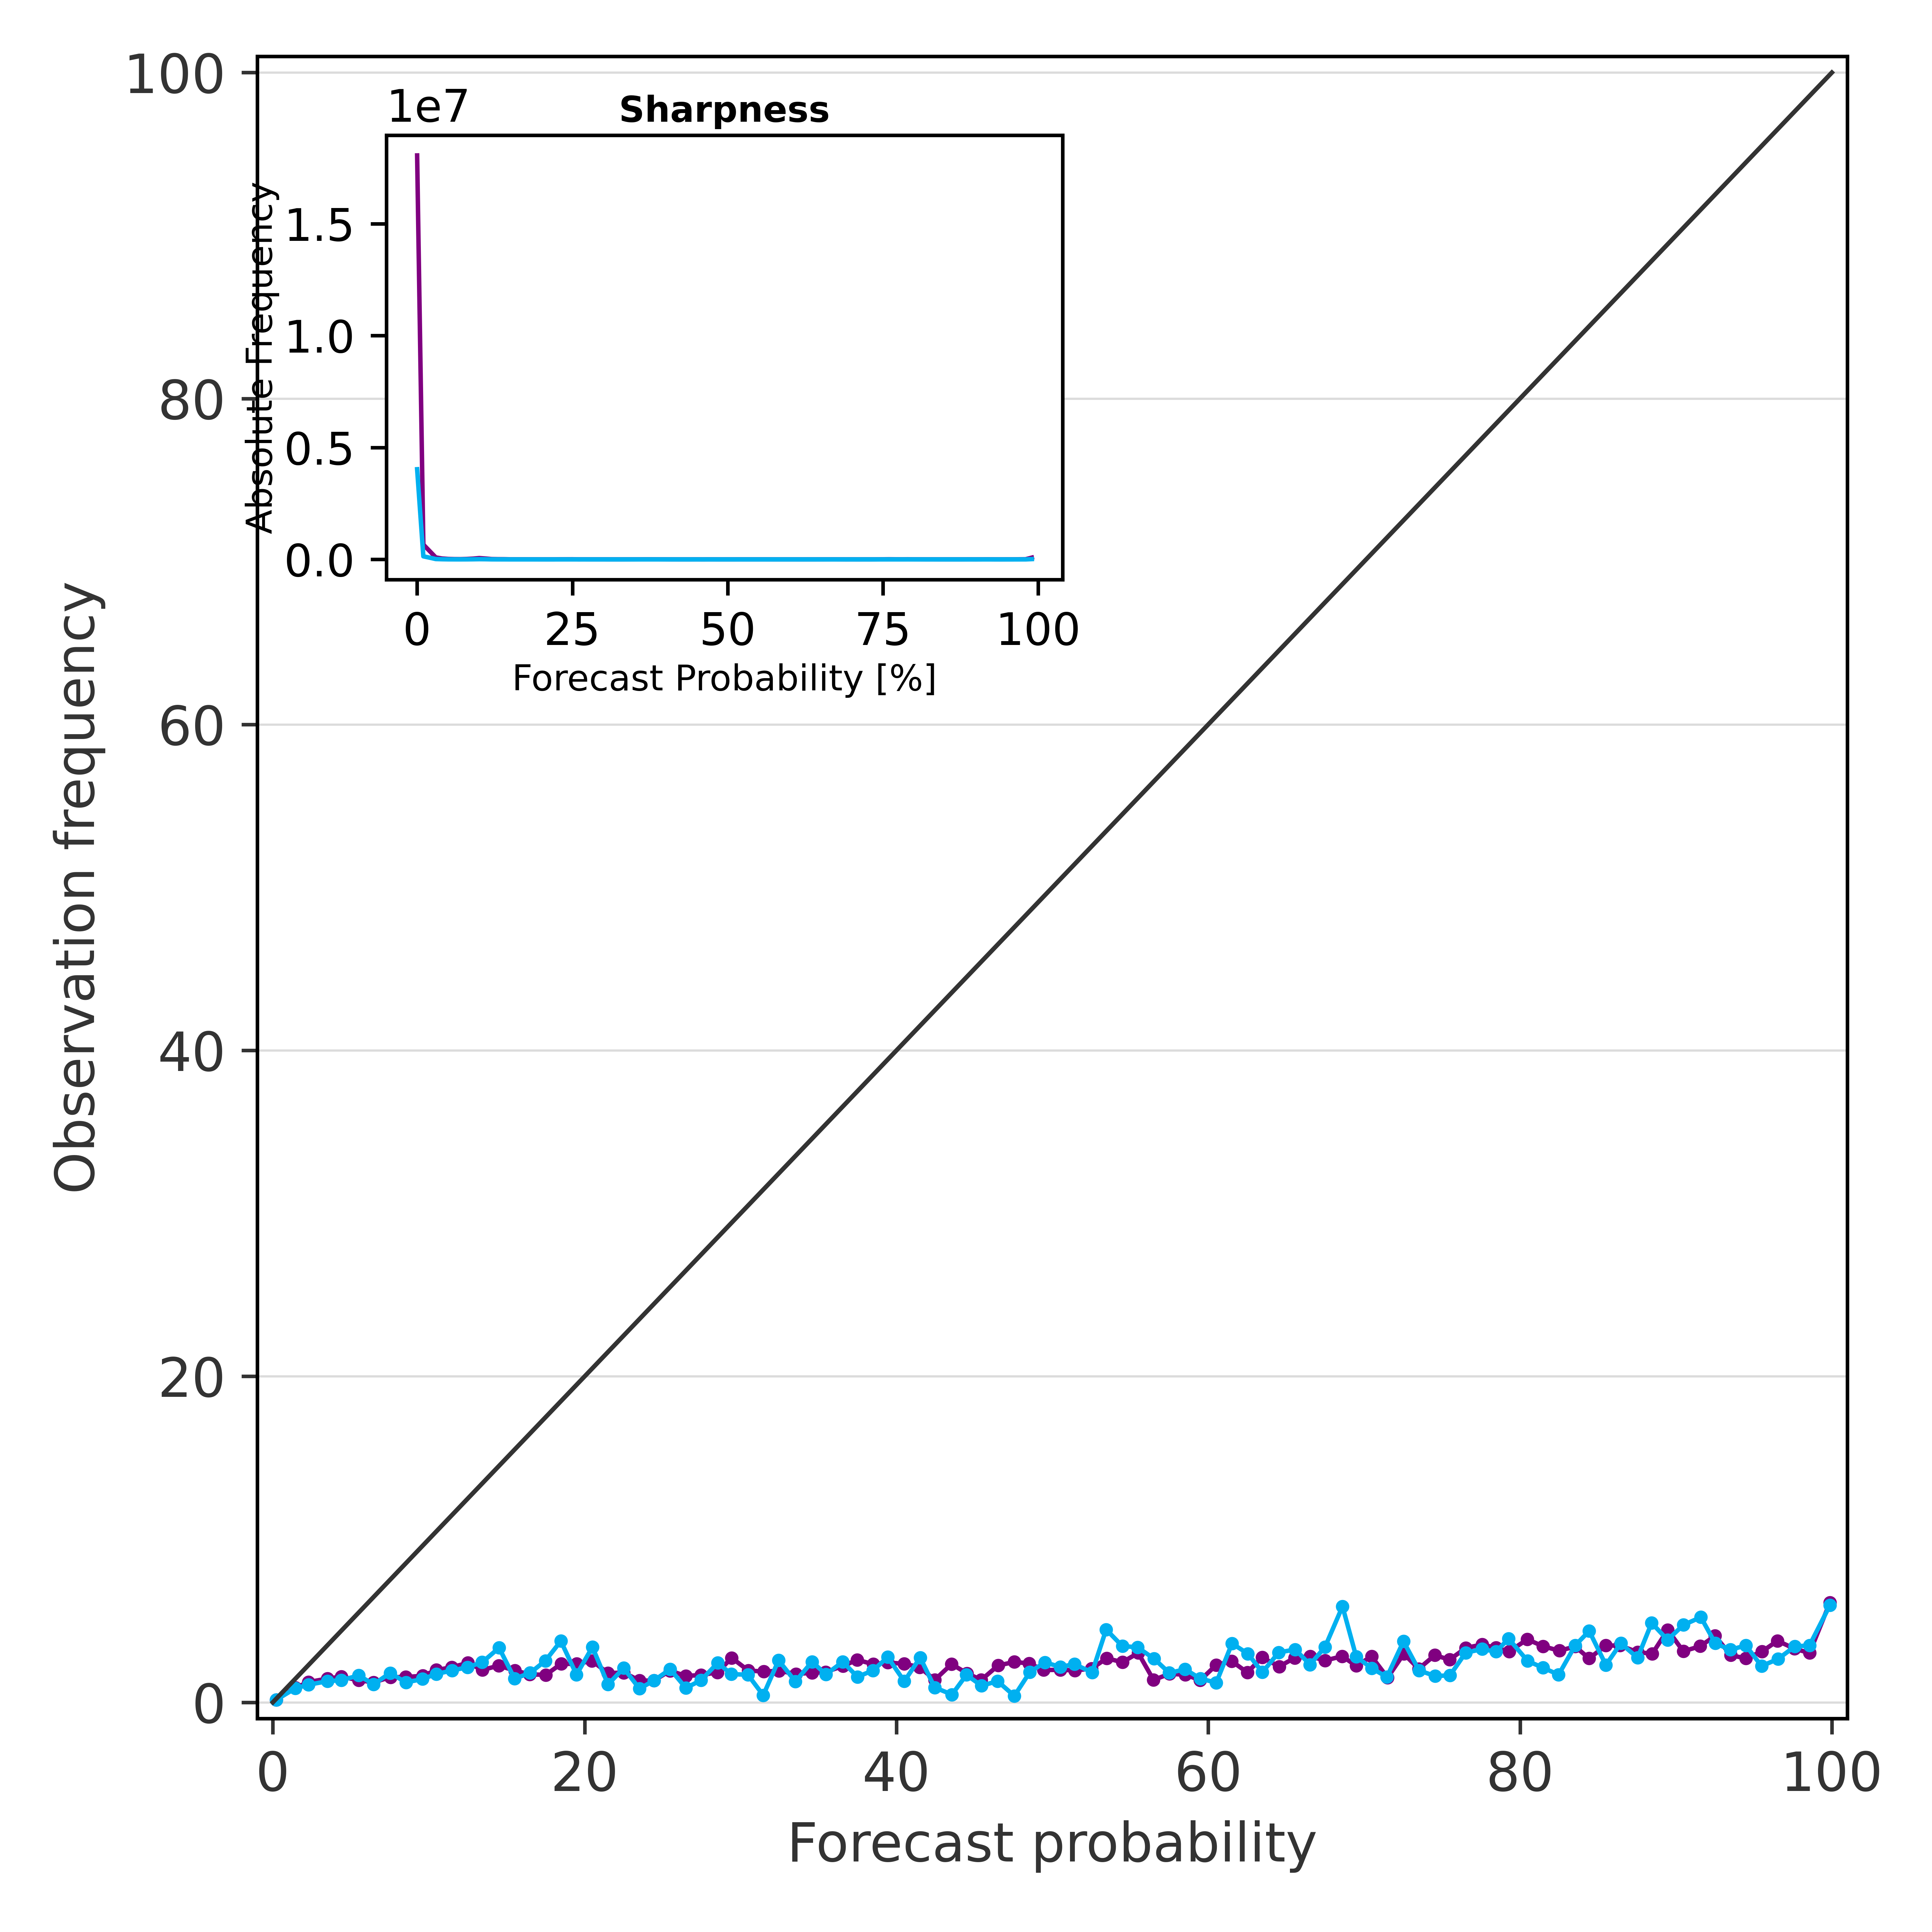 100
80
60
40
20
0
Observation frequency
1e7
Sharpness
Absolute Frequency
1.5
1.0
0.5
0.0
0 25 50 75 100
Forecast Probability [%]
0 20 40 60 80 100
Forecast probability